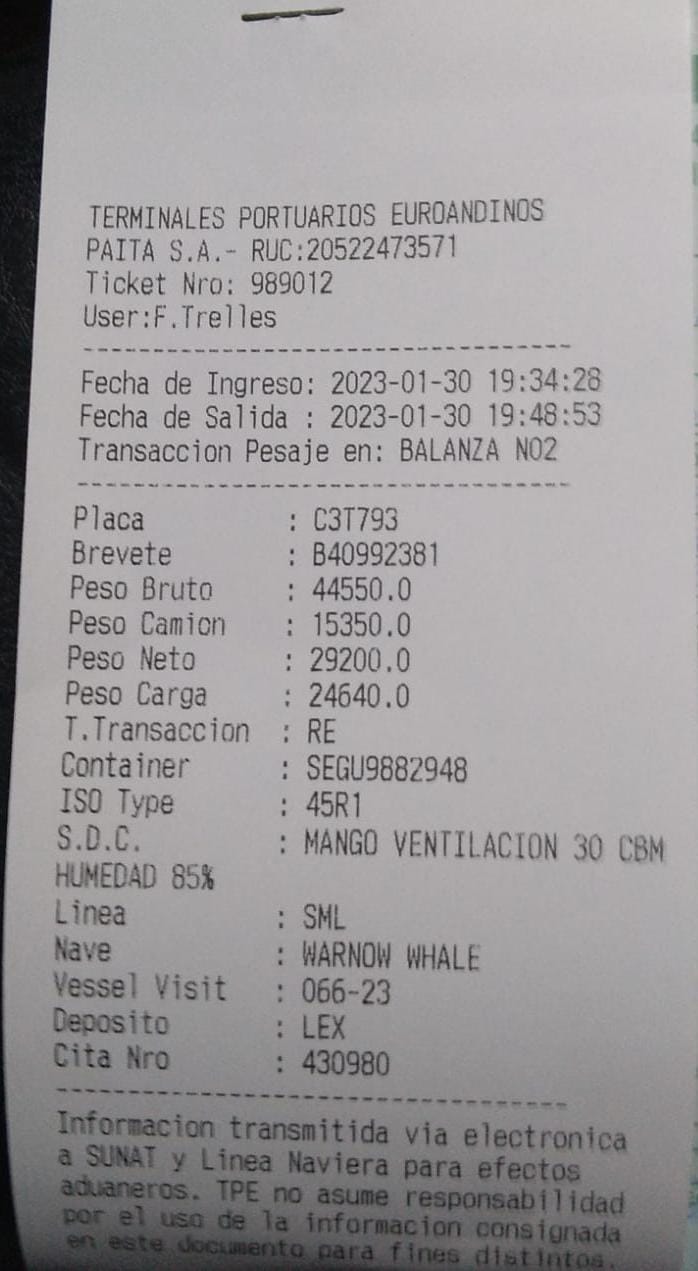 TERMINALES PORTUARIOS EUROANDINOS
PAITA S.A.- RUC:20522473571
Ticket Nro: 989012
User:F.Trelles
Fecha de Ingreso: 2023-01-30 19:34:28
Fecha de Salida : 2023-01-30 19:48:53
Transaccion Pesaje en: BALANZA NO2
Placa : C3T793
Brevete : B40992381
Peso Bruto : 44550.0
Peso Camion : 15350.0
Peso Neto : 29200.0
Peso Carga : 24640.0
T.Transaccion : RE
Container : SEGU9882948
ISO Type : 45R1
S.D.C. : MANGO VENTILACION 30 CBM
HUMEDAD 85%
Linea : SML
Nave : WARNOW WHALE
Vessel Visit : 066-23
Deposito : LEX
Cita Nro : 430980
Informacion transmitida via electronica
a SUNAT y Linea Naviera para efectos
aduaneros. TPE no asume responsabilidad
por el uso de la informacion consignada
en este documento para fines distintos.